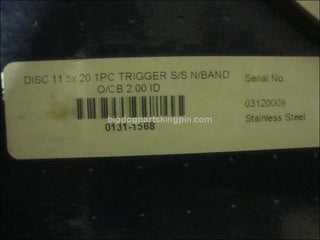 DISC 11.5x.20 1PC TRIGGER S/S N/BAND
O/CB 2.00 ID
0131-1568
Serial No.
03120009
Stainless Steel
bigdogpartskingpin.com